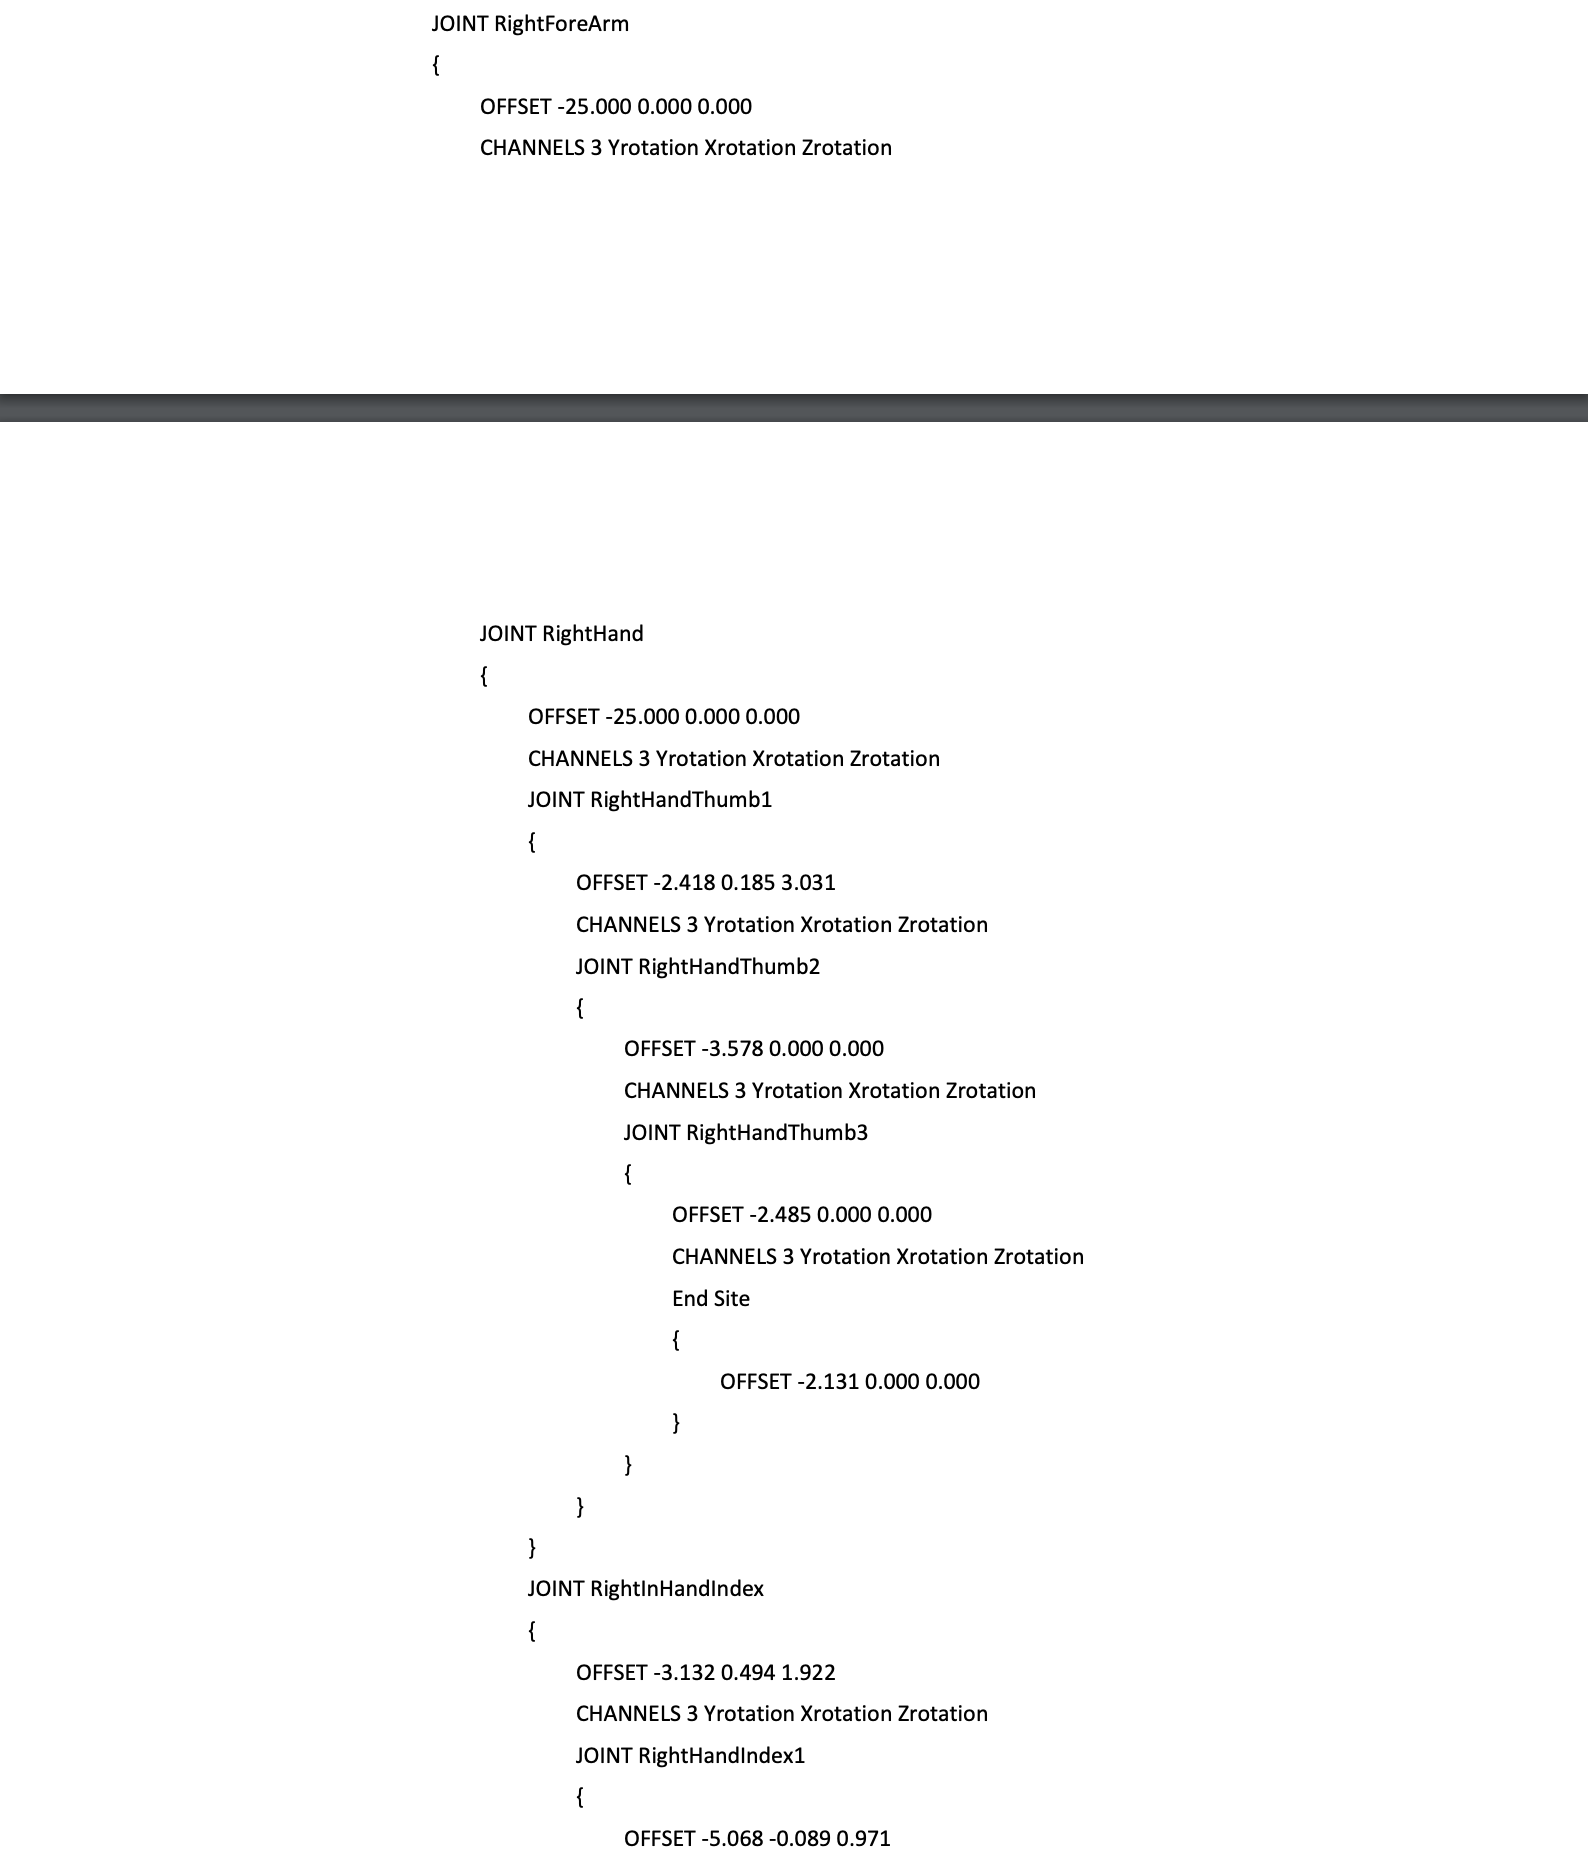 JOINT RightForeArm
{
OFFSET -25.000 0.000 0.000
CHANNELS 3 Yrotation Xrotation Zrotation
JOINT RightHand
{
OFFSET -25.000 0.000 0.000
CHANNELS 3 Yrotation Xrotation Zrotation
JOINT RightHandThumb1
{
OFFSET -2.418 0.185 3.031
CHANNELS 3 Yrotation Xrotation Zrotation
JOINT RightHandThumb2
{
OFFSET -3.578 0.000 0.000
CHANNELS 3 Yrotation Xrotation Zrotation
JOINT RightHandThumb3
{
OFFSET -2.485 0.000 0.000
CHANNELS 3 Yrotation Xrotation Zrotation
End Site
{
OFFSET -2.131 0.000 0.000
}
}
}
}
JOINT RightInHandIndex
{
OFFSET -3.132 0.494 1.922
CHANNELS 3 Yrotation Xrotation Zrotation
JOINT RightHandIndex1
{
OFFSET -5.068 -0.089 0.971